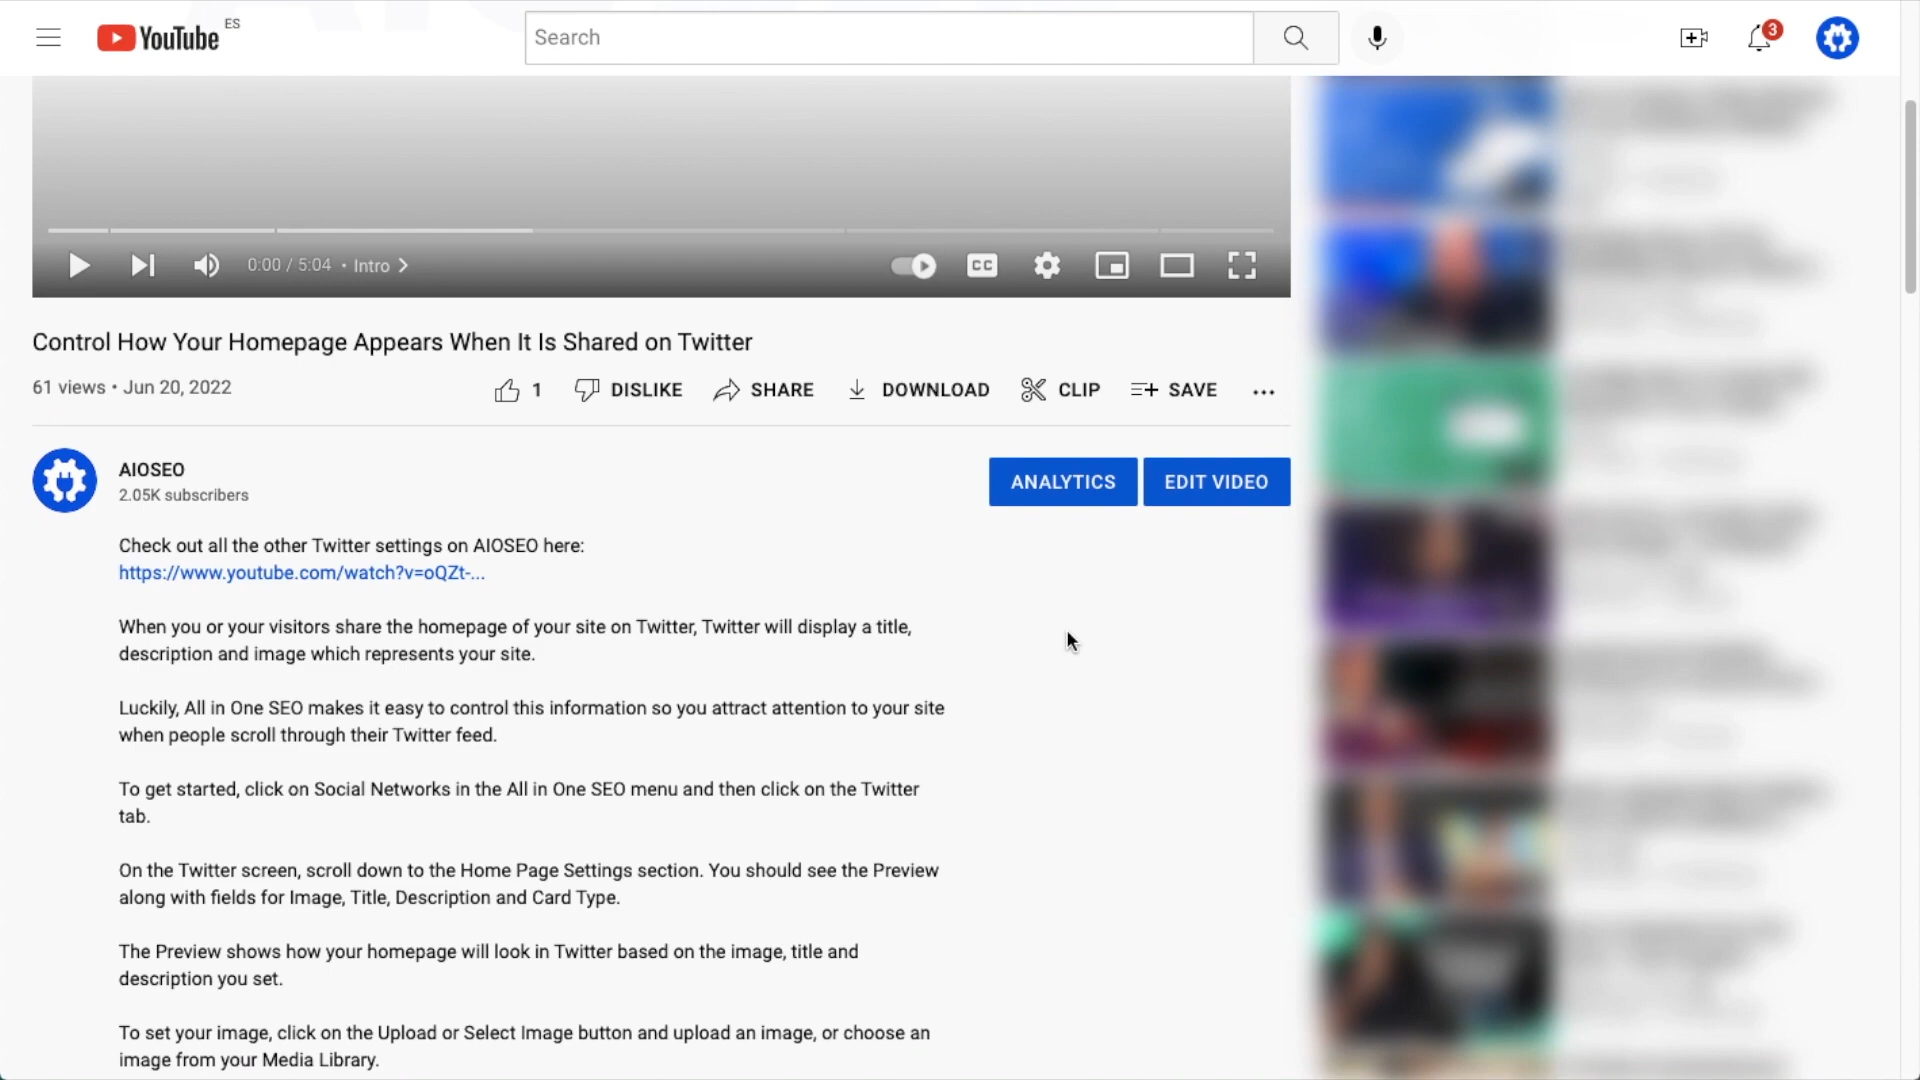 YouTube ES
Search
3
0:00 / 5:04 • Intro
CC
Control How Your Homepage Appears When It Is Shared on Twitter
61 views • Jun 20, 2022
1
DISLIKE
SHARE
DOWNLOAD
CLIP
SAVE
AIOSEO
2.05K subscribers
ANALYTICS
EDIT VIDEO
Check out all the other Twitter settings on AIOSEO here:
https://www.youtube.com/watch?v=oQZt-...
When you or your visitors share the homepage of your site on Twitter, Twitter will display a title,
description and image which represents your site.
Luckily, All in One SEO makes it easy to control this information so you attract attention to your site
when people scroll through their Twitter feed.
To get started, click on Social Networks in the All in One SEO menu and then click on the Twitter
tab.
On the Twitter screen, scroll down to the Home Page Settings section. You should see the Preview
along with fields for Image, Title, Description and Card Type.
The Preview shows how your homepage will look in Twitter based on the image, title and
description you set.
To set your image, click on the Upload or Select Image button and upload an image, or choose an
image from your Media Library.